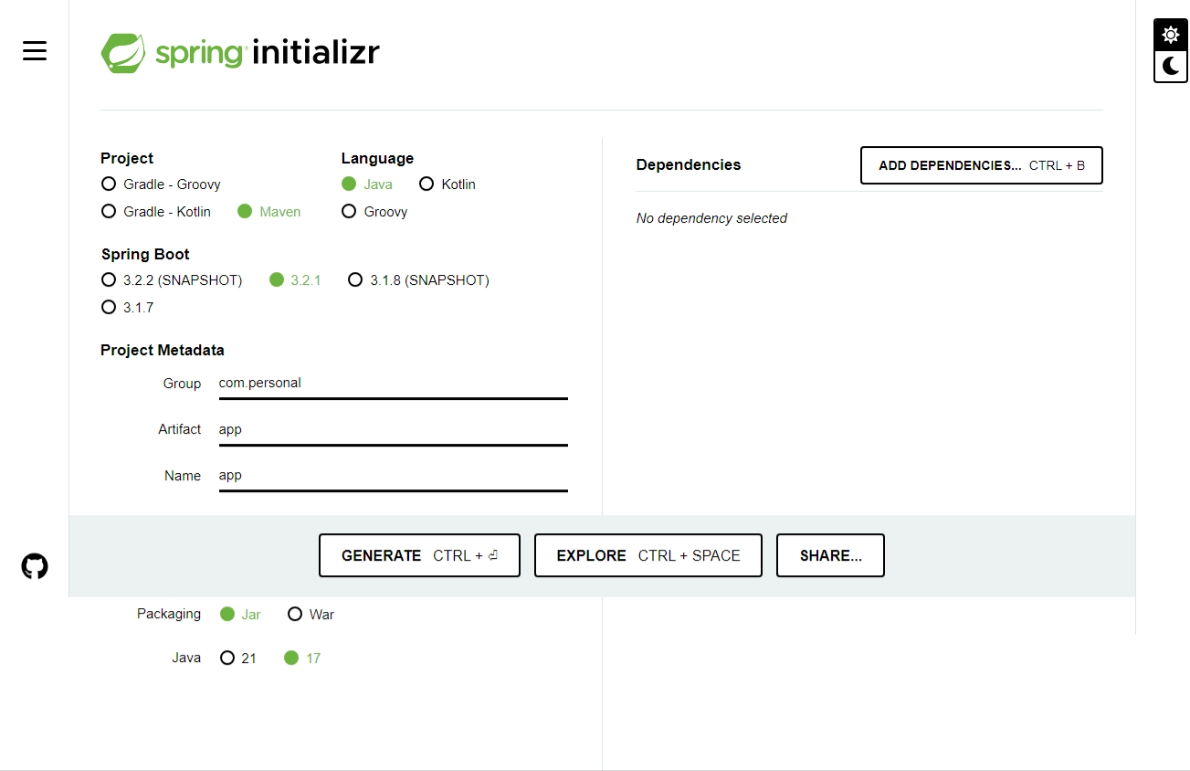 spring initializr
Project
Gradle - Groovy
Gradle - Kotlin Maven
Language
Java Kotlin
Groovy
Spring Boot
3.2.2 (SNAPSHOT) 3.2.1 3.1.8 (SNAPSHOT)
3.1.7
Project Metadata
Group com.personal
Artifact app
Name app
Dependencies ADD DEPENDENCIES... CTRL + B
No dependency selected
GENERATE CTRL + ⏎ EXPLORE CTRL + SPACE SHARE...
Packaging Jar War
Java 21 17